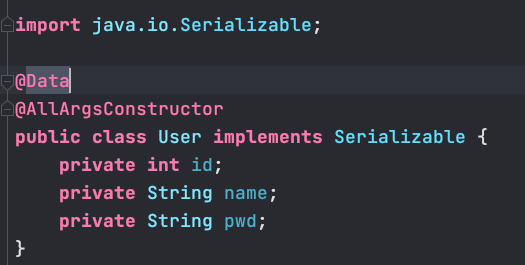 import java.io.Serializable;
@Data
@AllArgsConstructor
public class User implements Serializable {
    private int id;
    private String name;
    private String pwd;
}